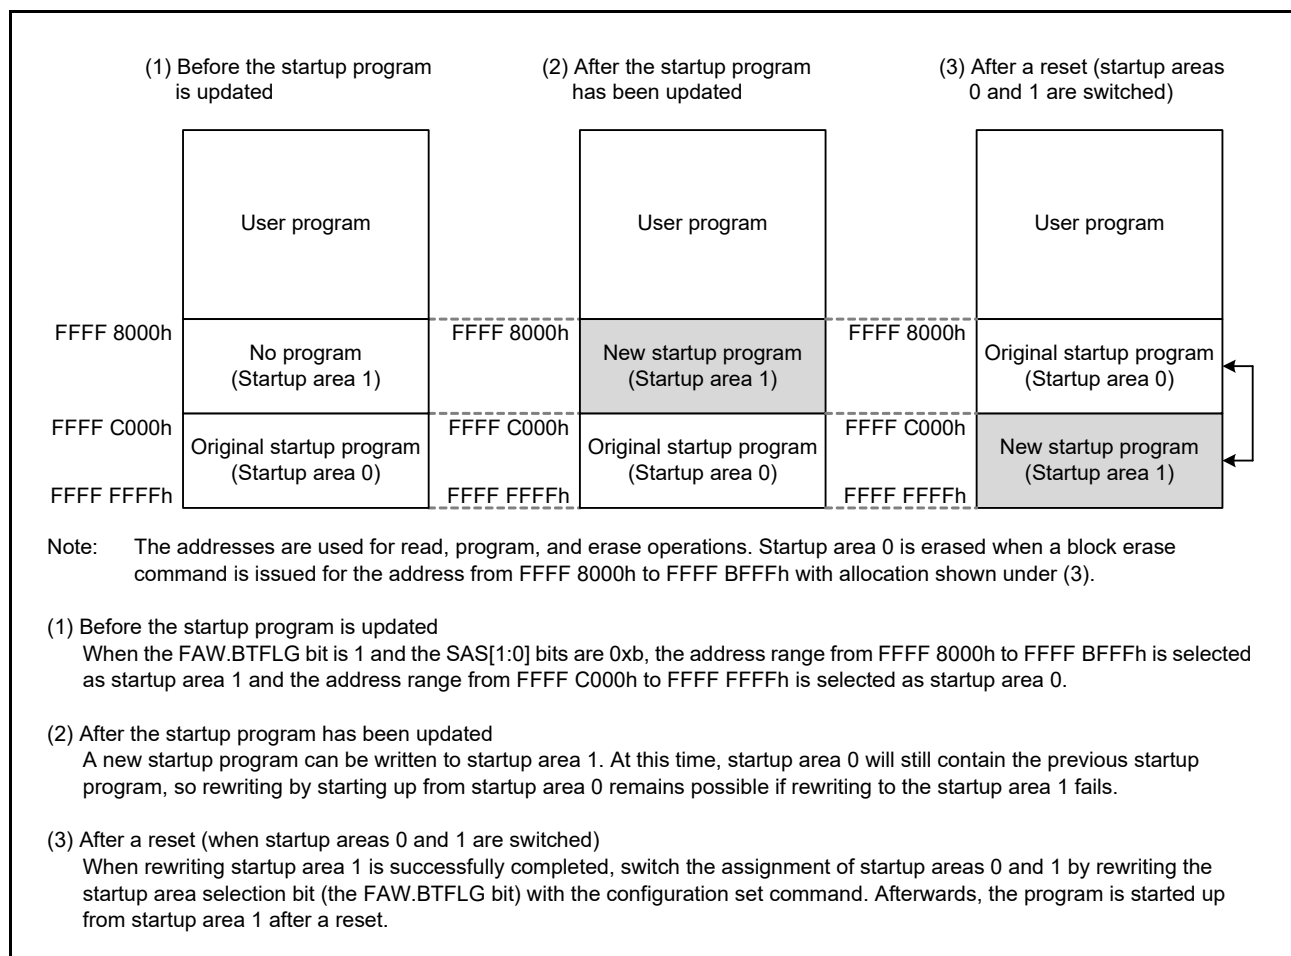 (1) Before the startup program
is updated
(2) After the startup program
has been updated
(3) After a reset (startup areas
0 and 1 are switched)
User program
User program
User program
FFFF 8000h
No program
(Startup area 1)
FFFF 8000h
New startup program
(Startup area 1)
FFFF 8000h
Original startup program
(Startup area 0)
FFFF C000h
Original startup program
(Startup area 0)
FFFF C000h
Original startup program
(Startup area 0)
FFFF C000h
New startup program
(Startup area 1)
FFFF FFFFh
FFFF FFFFh
FFFF FFFFh
Note: The addresses are used for read, program, and erase operations. Startup area 0 is erased when a block erase
command is issued for the address from FFFF 8000h to FFFF BFFFh with allocation shown under (3).
(1) Before the startup program is updated
When the FAW.BTFLG bit is 1 and the SAS[1:0] bits are 0xb, the address range from FFFF 8000h to FFFF BFFFh is selected
as startup area 1 and the address range from FFFF C000h to FFFF FFFFh is selected as startup area 0.
(2) After the startup program has been updated
A new startup program can be written to startup area 1. At this time, startup area 0 will still contain the previous startup
program, so rewriting by starting up from startup area 0 remains possible if rewriting to the startup area 1 fails.
(3) After a reset (when startup areas 0 and 1 are switched)
When rewriting startup area 1 is successfully completed, switch the assignment of startup areas 0 and 1 by rewriting the
startup area selection bit (the FAW.BTFLG bit) with the configuration set command. Afterwards, the program is started up
from startup area 1 after a reset.